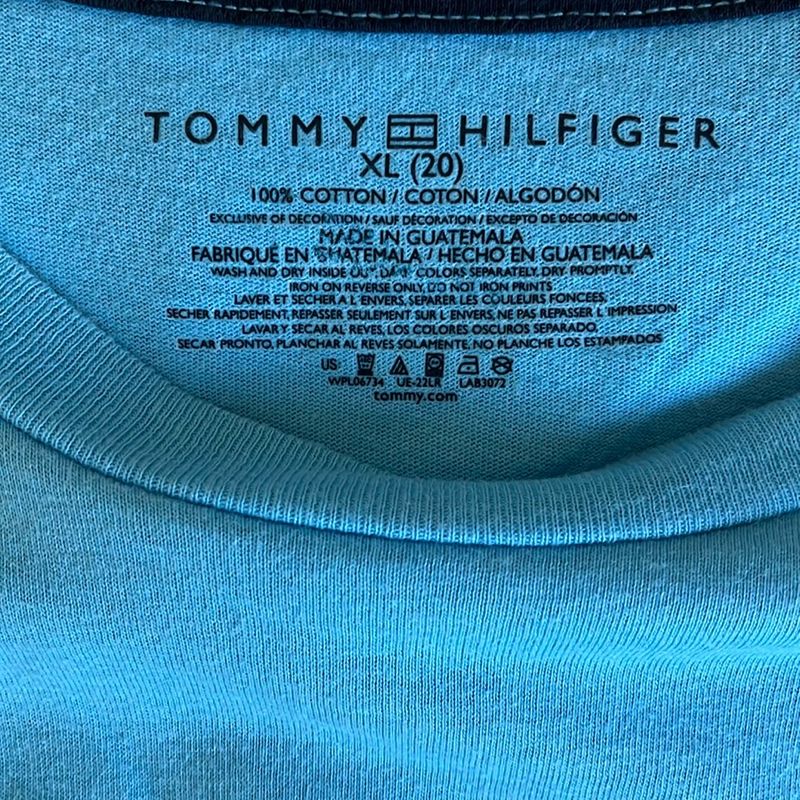 TOMMY HILFIGER
XL (20)
100% COTTON / COTON / ALGODÓN
EXCLUSIVE OF DECORATION / SAUF DÉCORATION / EXCEPTO DE DECORACIÓN
MADE IN GUATEMALA
FABRIQUÉ EN GUATEMALA / HECHO EN GUATEMALA
WASH AND DRY INSIDE OUT, DARK COLORS SEPARATELY, DRY PROMPTLY,
IRON ON REVERSE ONLY, DO NOT IRON PRINTS
LAVER ET SECHER A L'ENVERS, SEPARER LES COULEURS FONCEES,
SECHER RAPIDEMENT, REPASSER SEULEMENT SUR L'ENVERS, NE PAS REPASSER L'IMPRESSION
LAVAR Y SECAR AL REVES, LOS COLORES OSCUROS SEPARADO,
SECAR PRONTO, PLANCHAR AL REVES SOLAMENTE, NO PLANCHE LOS ESTAMPADOS
US:
WPL06734 UE-22LR LAB3072
tommy.com